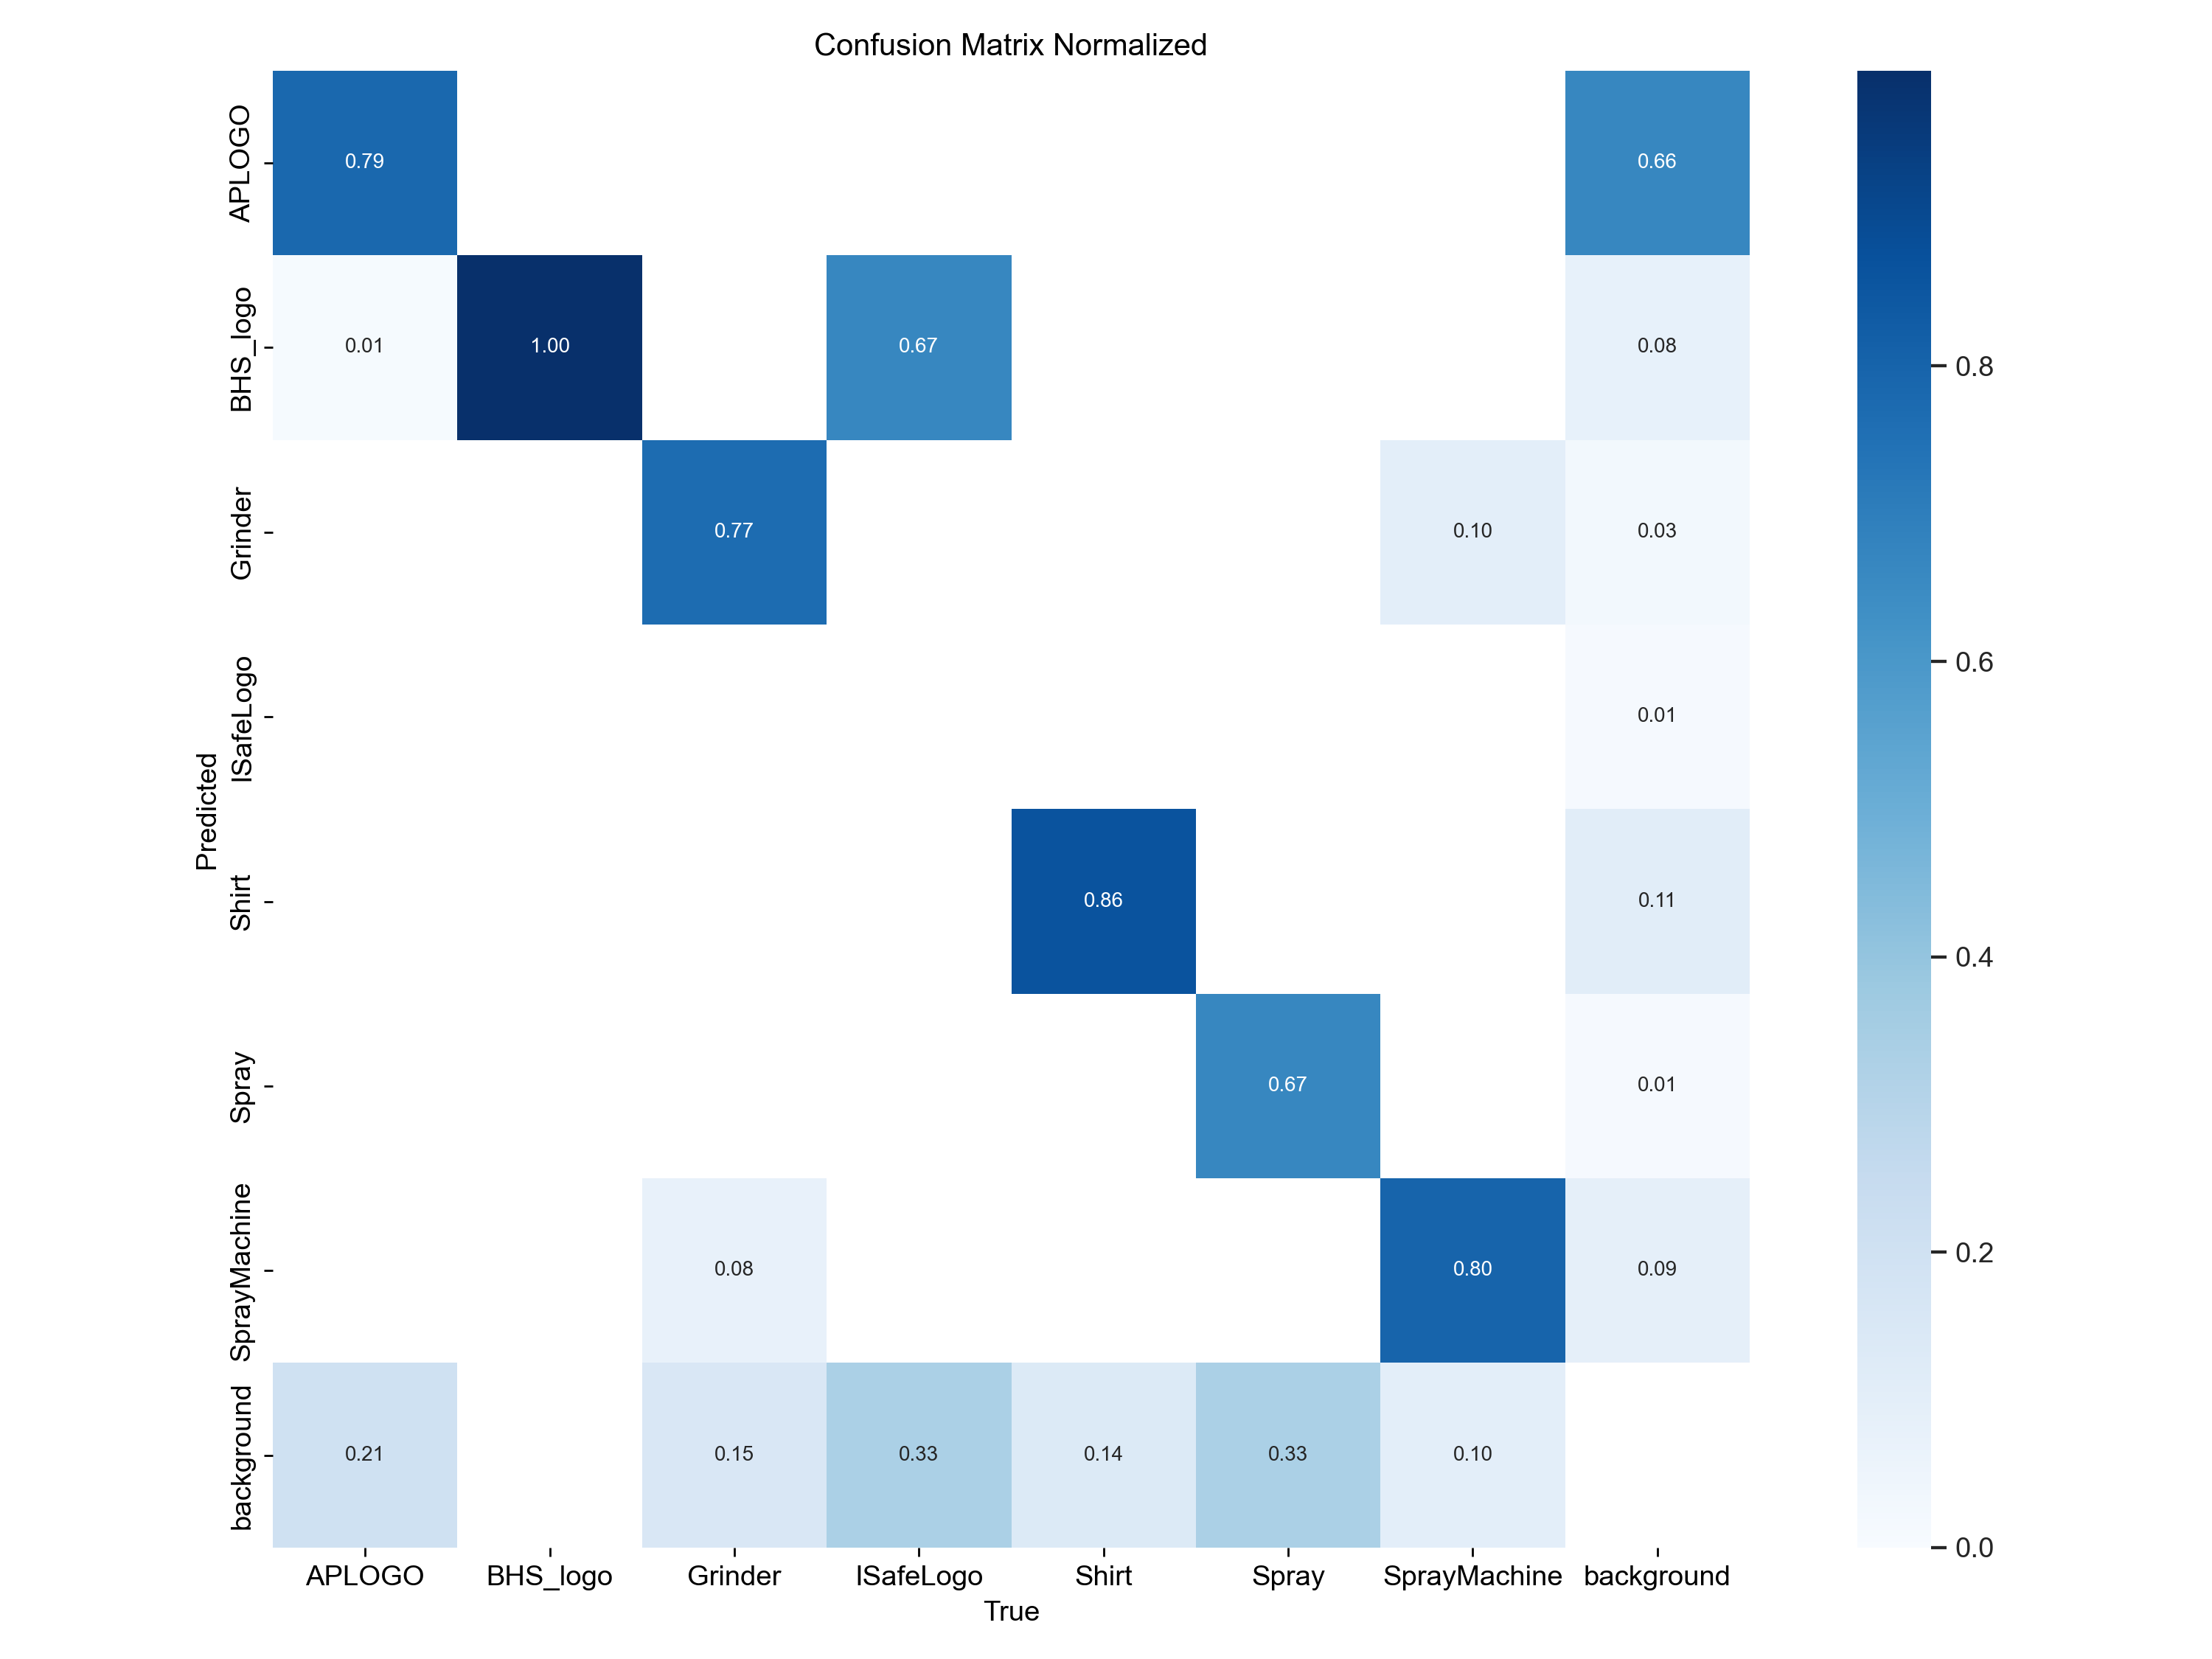 Confusion Matrix Normalized
APLOGO
0.79
0.66
BHS_logo
0.01
1.00
0.67
0.08
0.8
Grinder
0.77
0.10
0.03
ISafeLogo
0.01
0.6
Predicted
Shirt
0.86
0.11
0.4
Spray
0.67
0.01
SprayMachine
0.08
0.80
0.09
0.2
background
0.21
0.15
0.33
0.14
0.33
0.10
0.0
APLOGO BHS_logo Grinder ISafeLogo Shirt Spray SprayMachine background
True